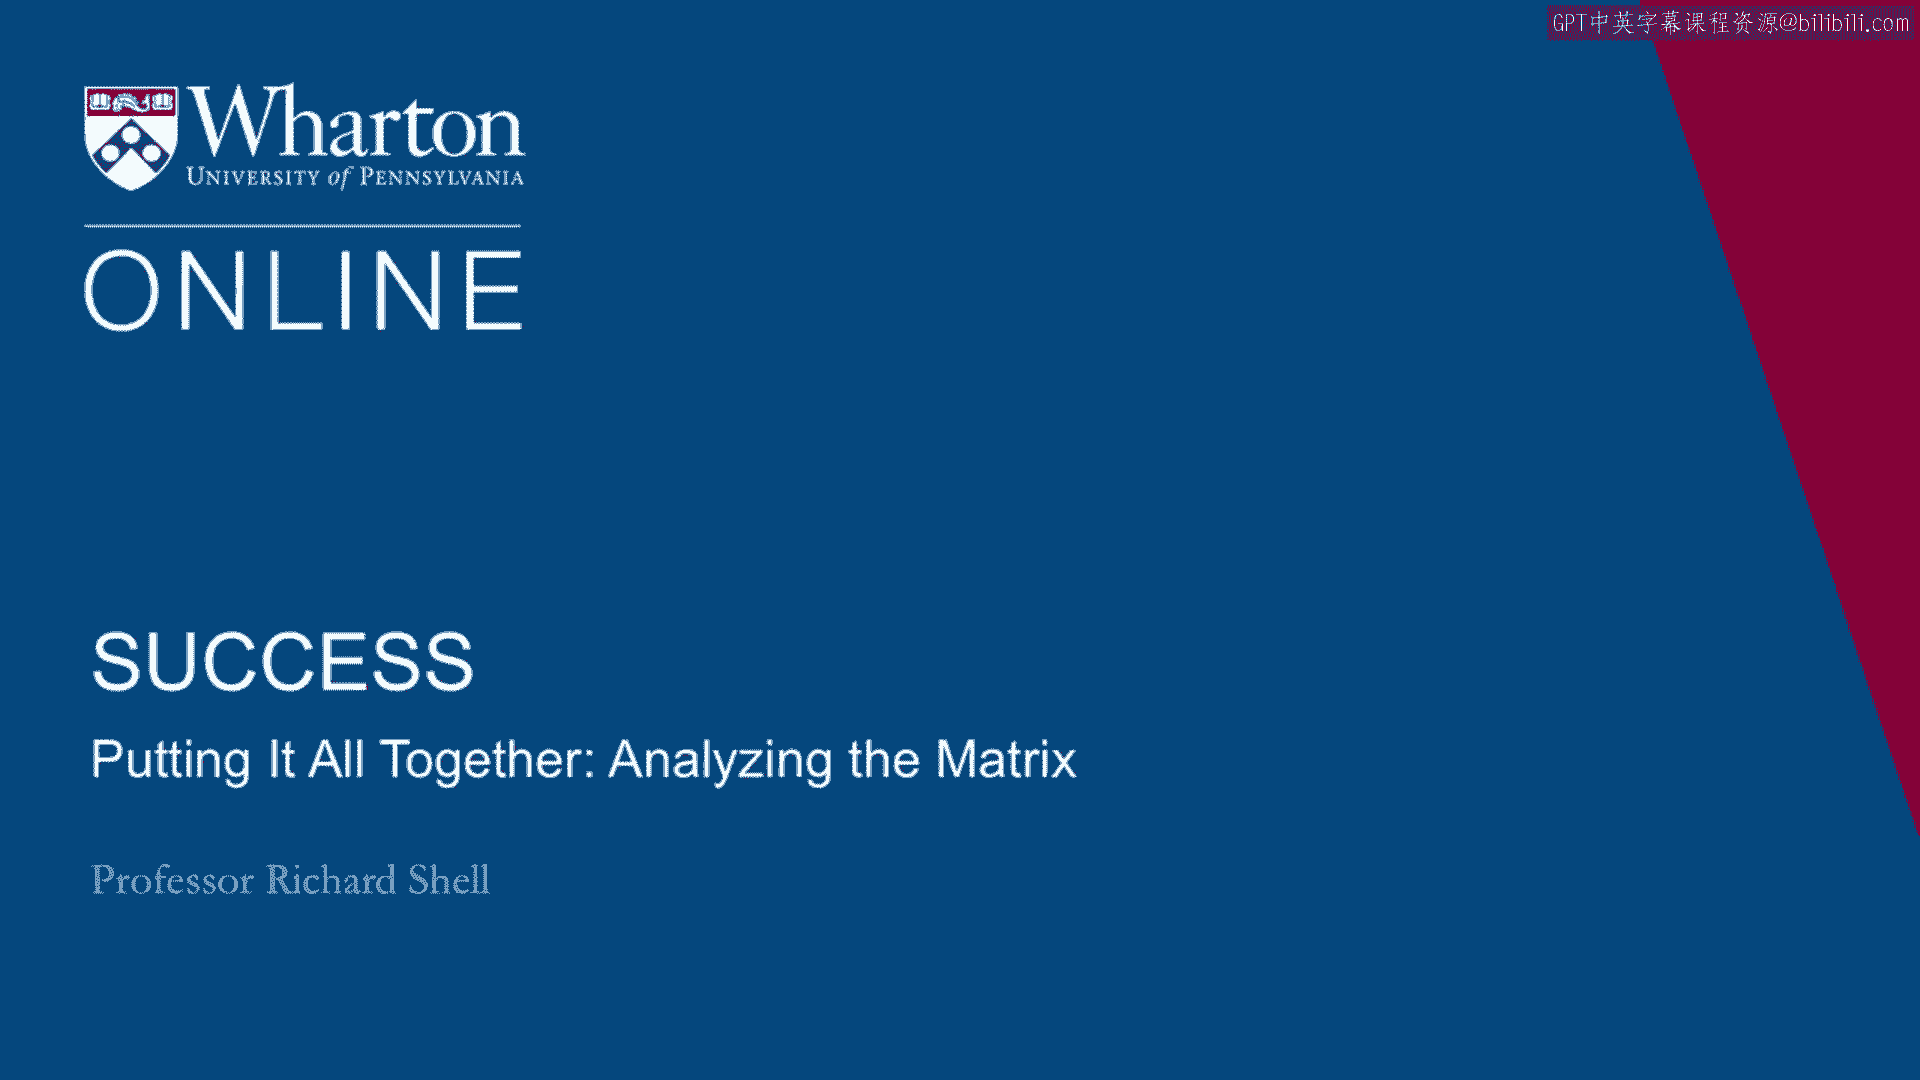 GPT中英字幕课程资源@bilibili.com
Wharton
UNIVERSITY of PENNSYLVANIA
ONLINE
SUCCESS
Putting It All Together: Analyzing the Matrix
Professor Richard Shell